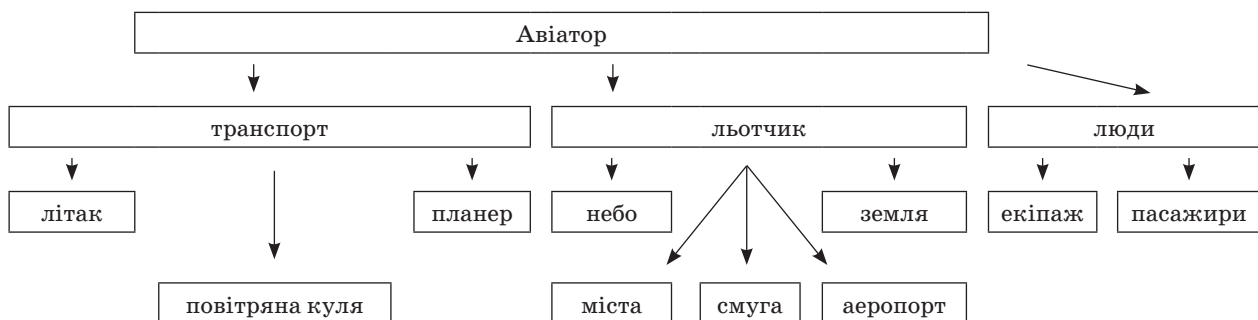 Авіатор
транспорт льотчик люди
літак планер небо земля екіпаж пасажири
повітряна куля міста смуга аеропорт